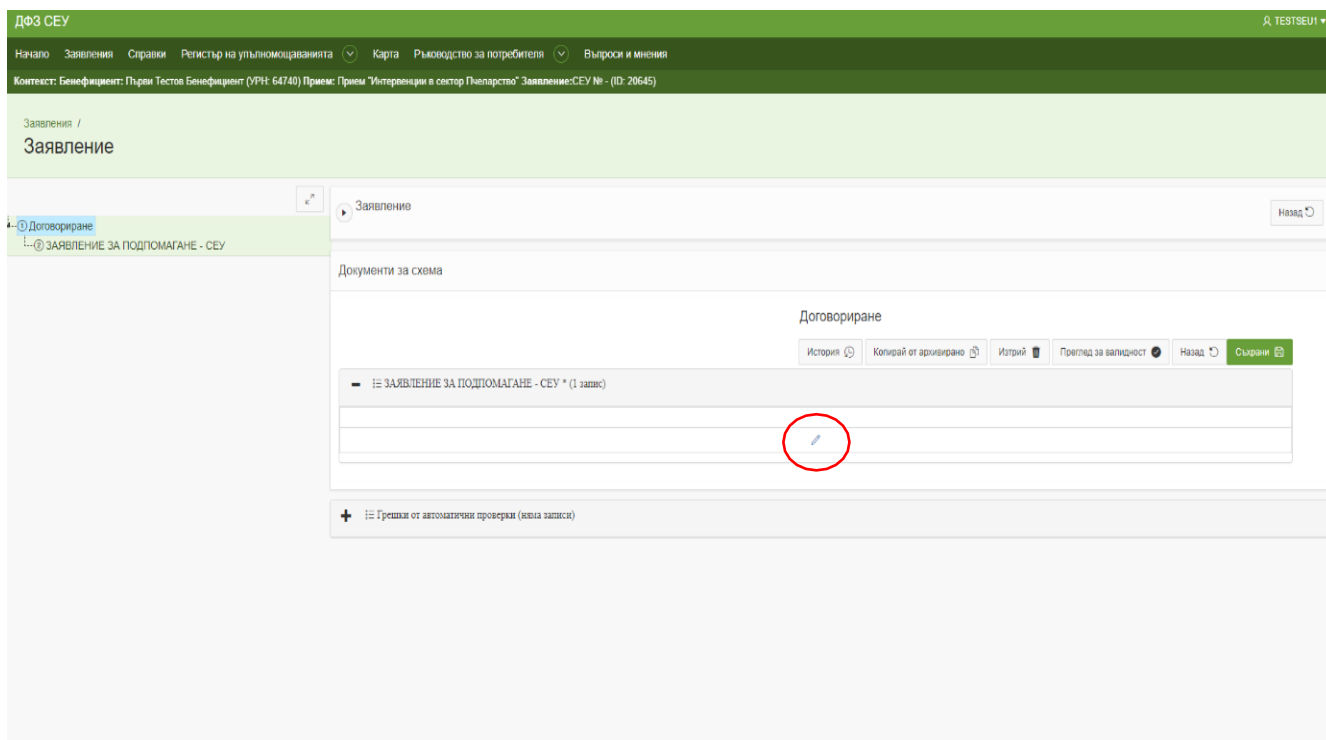 ДФЗ СЕУ
TESTSEU1
Начало Заявления Справки Регистър на упълномощаванията Карта Ръководство за потребителя Въпроси и мнения
Контекст: Бенефициент: Първи Тестов Бенефициент (УРН: 64740) Прием: Прием "Интервенции в сектор Пчеларство" Заявление:СЕУ № - (ID: 20645)
Заявления /
Заявление
Заявление
Назад
1 Договориране
2 ЗАЯВЛЕНИЕ ЗА ПОДПОМАГАНЕ - СЕУ
Документи за схема
Договориране
История Копирай от архивирано Изтрий Преглед за валидност Назад Съхрани
ЗАЯВЛЕНИЕ ЗА ПОДПОМАГАНЕ - СЕУ * (1 запис)
Грешки от автоматични проверки (няма записи)